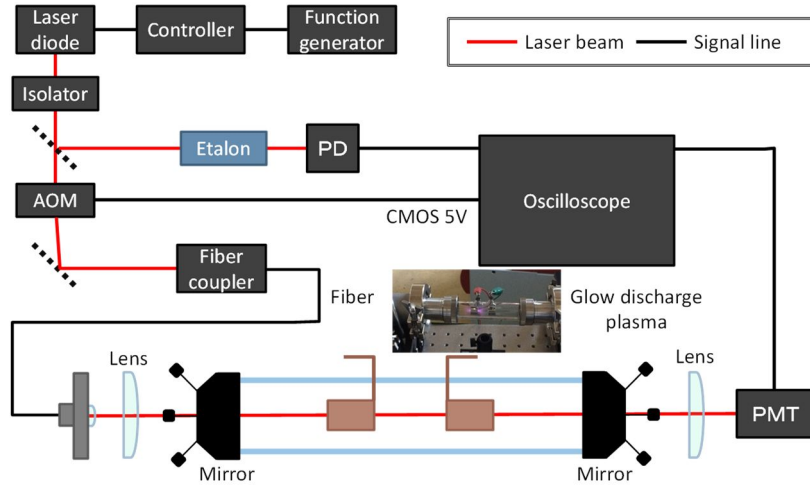 Laser
diode
Controller
Function
generator
Laser beam
Signal line
Isolator
Etalon
PD
Oscilloscope
AOM
CMOS 5V
Fiber
coupler
Fiber
Glow discharge
plasma
Lens
Lens
PMT
Mirror
Mirror